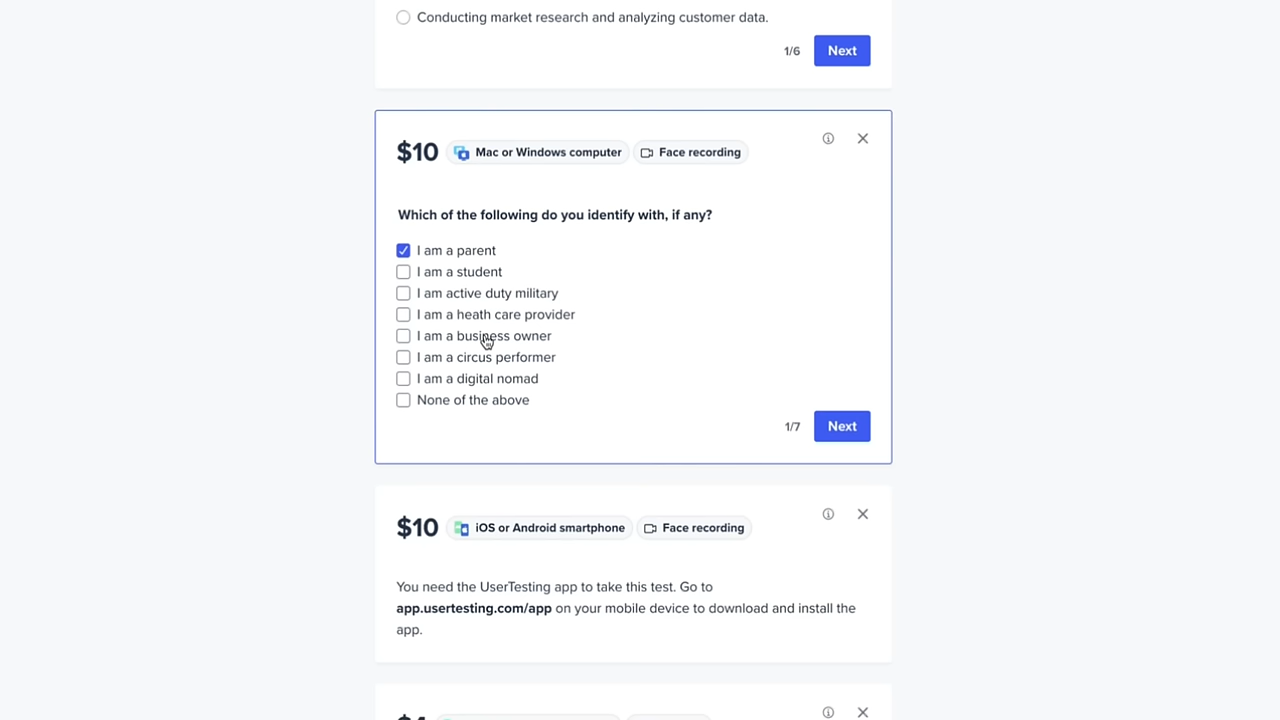 Conducting market research and analyzing customer data.
1/6 Next
$10 Mac or Windows computer Face recording
Which of the following do you identify with, if any?
I am a parent
I am a student
I am active duty military
I am a heath care provider
I am a business owner
I am a circus performer
I am a digital nomad
None of the above
1/7 Next
$10 iOS or Android smartphone Face recording
You need the UserTesting app to take this test. Go to
app.usertesting.com/app on your mobile device to download and install the
app.